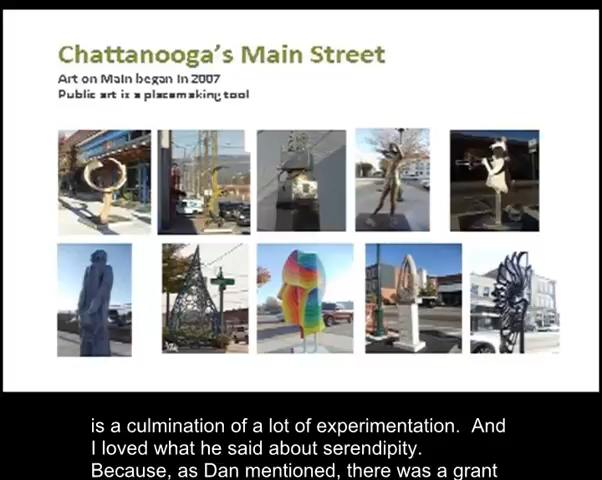 Chattanooga's Main Street
Art on Main began in 2007
Public art is a placemaking tool
is a culmination of a lot of experimentation.  And
I loved what he said about serendipity.
Because, as Dan mentioned, there was a grant